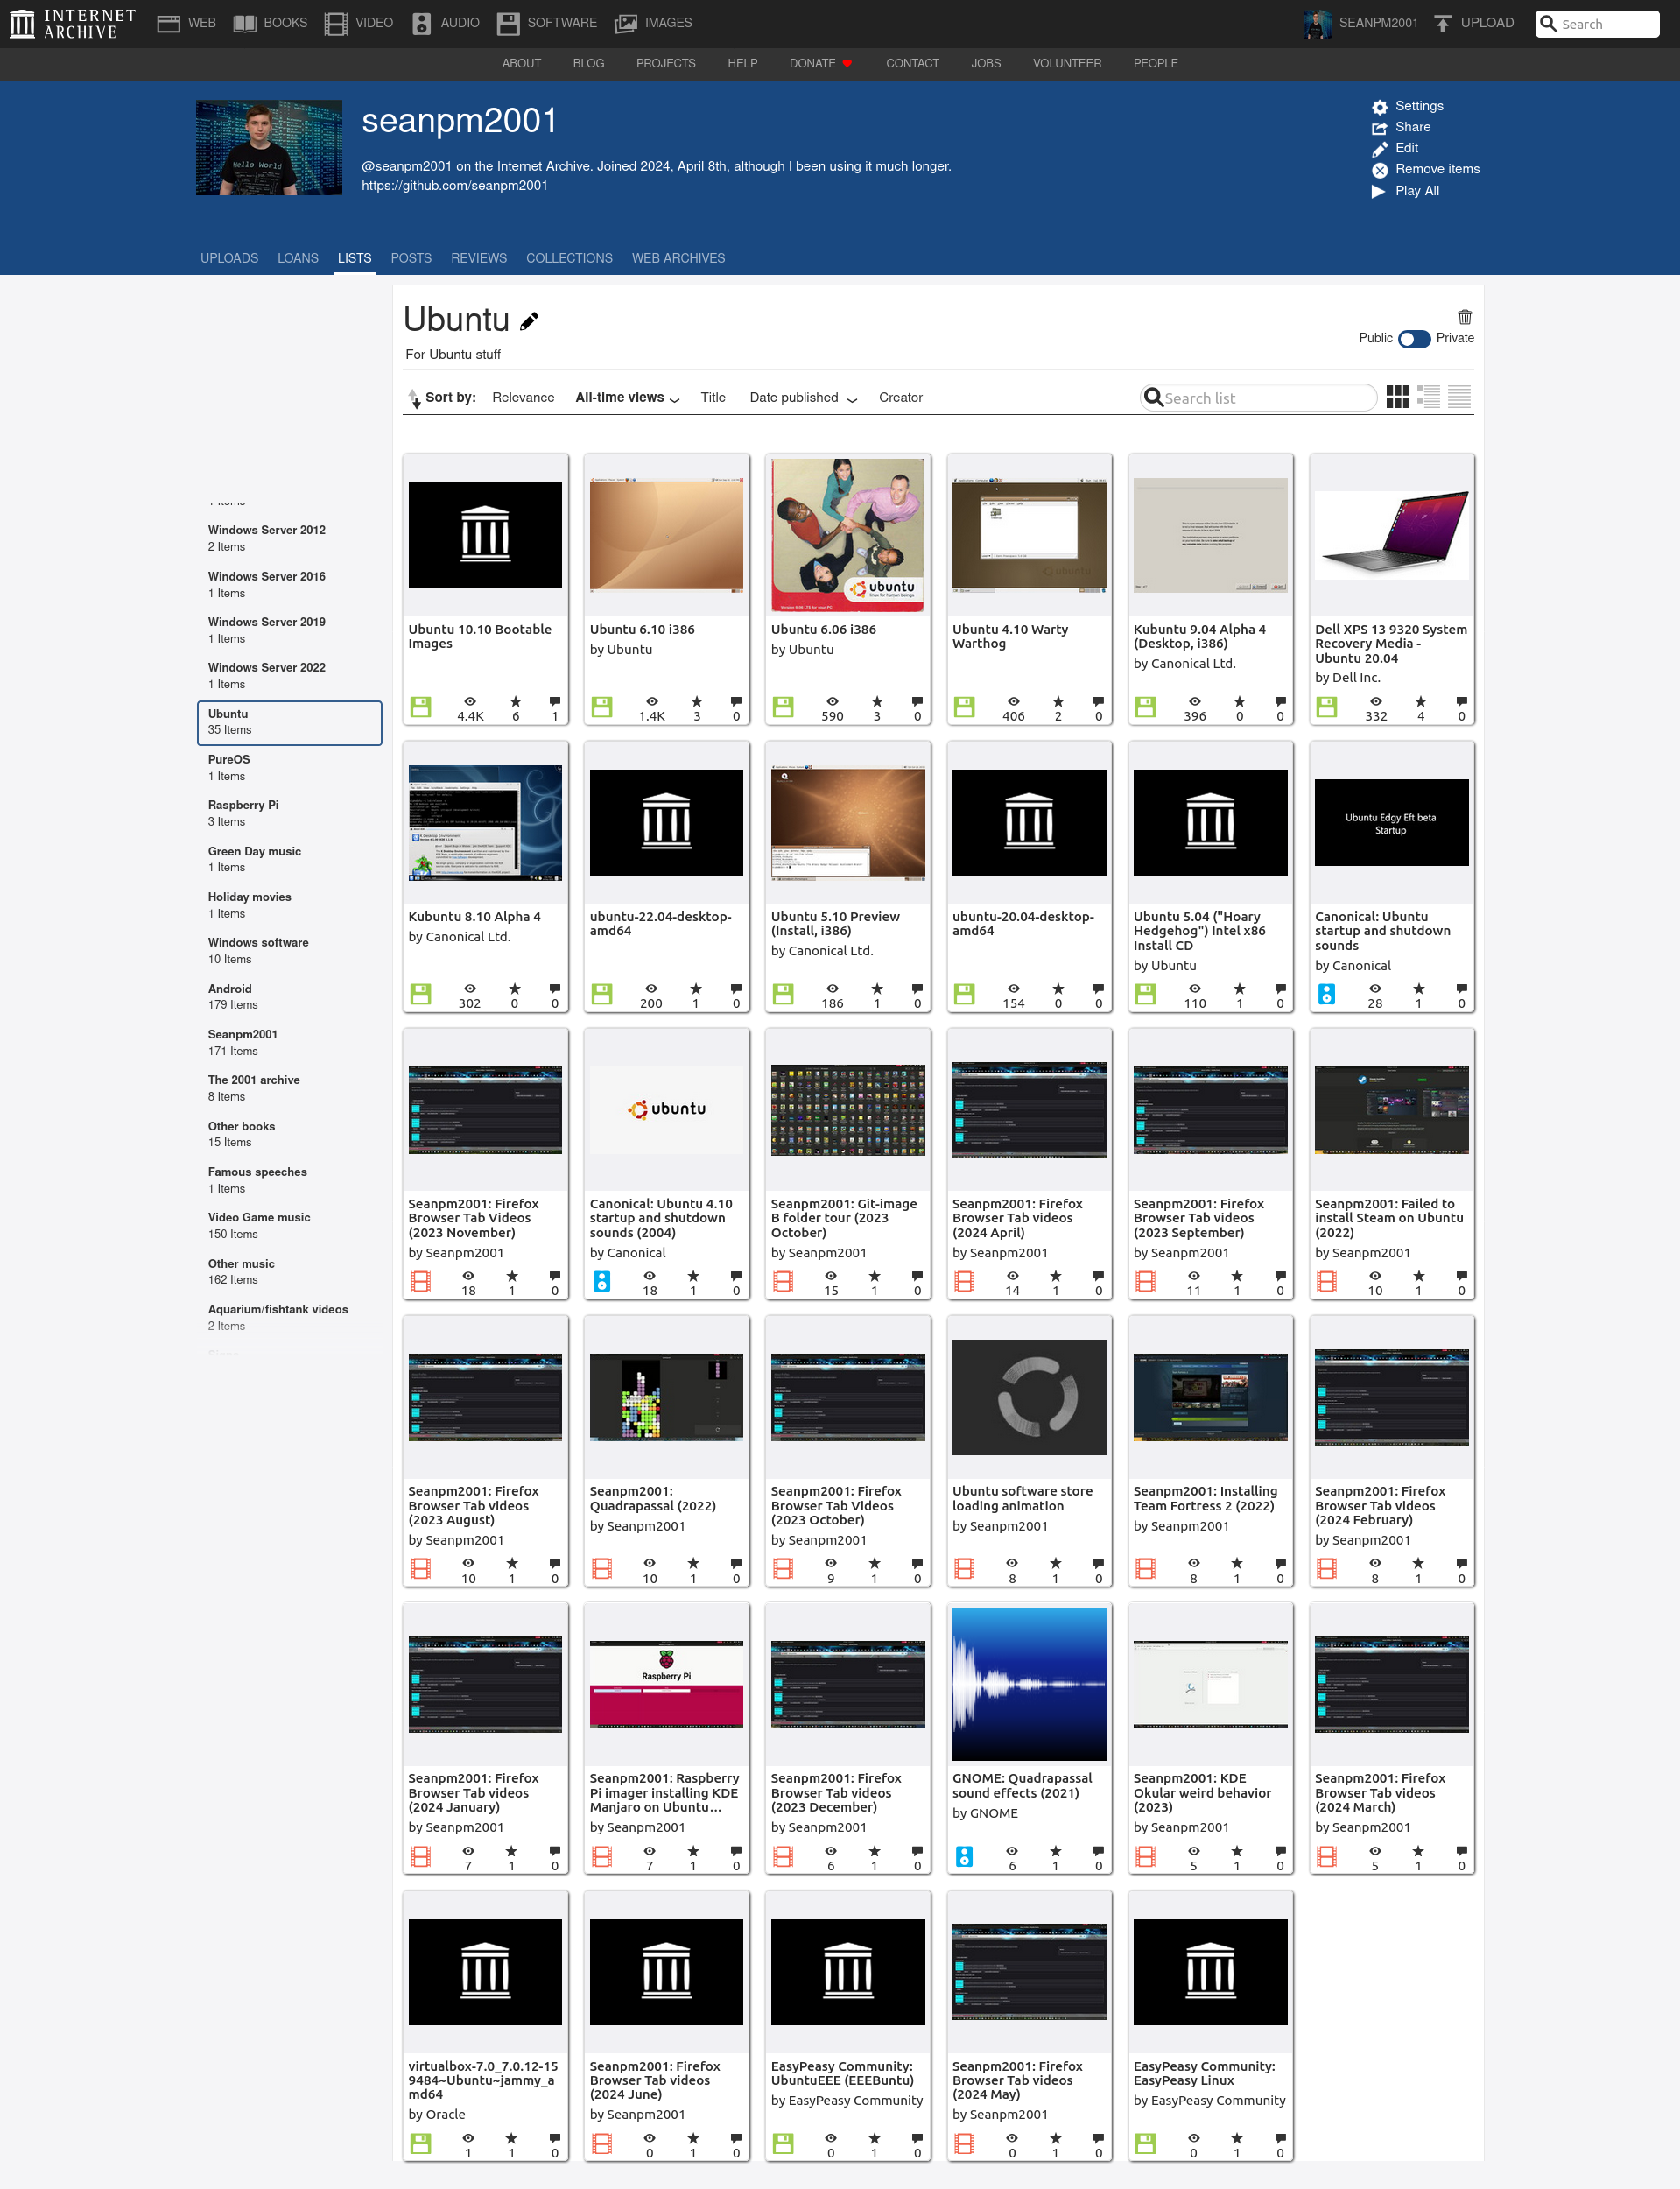 INTERNET ARCHIVE
WEB BOOKS VIDEO AUDIO SOFTWARE IMAGES SEANPM2001 UPLOAD Search
ABOUT BLOG PROJECTS HELP DONATE CONTACT JOBS VOLUNTEER PEOPLE
seanpm2001
@seanpm2001 on the Internet Archive. Joined 2024, April 8th, although I been using it much longer.
https://github.com/seanpm2001
Hello World
Settings
Share
Edit
Remove items
Play All
UPLOADS LOANS LISTS POSTS REVIEWS COLLECTIONS WEB ARCHIVES
Windows Server 2012
2 Items
Windows Server 2016
1 Items
Windows Server 2019
1 Items
Windows Server 2022
1 Items
Ubuntu
35 Items
PureOS
1 Items
Raspberry Pi
3 Items
Green Day music
1 Items
Holiday movies
1 Items
Windows software
10 Items
Android
179 Items
Seanpm2001
171 Items
The 2001 archive
8 Items
Other books
15 Items
Famous speeches
1 Items
Video Game music
150 Items
Other music
162 Items
Aquarium/fishtank videos
2 Items
Ubuntu
For Ubuntu stuff
Public Private
Sort by: Relevance All-time views Title Date published Creator Search list
Ubuntu 10.10 Bootable
Images
4.4K 6 1
Ubuntu 6.10 i386
by Ubuntu
1.4K 3 0
ubuntu
linux for human beings
Version 6.06 LTS for your PC
Ubuntu 6.06 i386
by Ubuntu
590 3 0
ubuntu
Ubuntu 4.10 Warty
Warthog
406 2 0
Kubuntu 9.04 Alpha 4
(Desktop, i386)
by Canonical Ltd.
396 0 0
Dell XPS 13 9320 System
Recovery Media -
Ubuntu 20.04
by Dell Inc.
332 4 0
Kubuntu 8.10 Alpha 4
by Canonical Ltd.
302 0 0
ubuntu-22.04-desktop-
amd64
200 1 0
Ubuntu 5.10 Preview
(Install, i386)
by Canonical Ltd.
186 1 0
ubuntu-20.04-desktop-
amd64
154 0 0
Ubuntu 5.04 ("Hoary
Hedgehog") Intel x86
Install CD
by Ubuntu
110 1 0
Ubuntu Edgy Eft beta
Startup
Canonical: Ubuntu
startup and shutdown
sounds
by Canonical
28 1 0
Seanpm2001: Firefox
Browser Tab Videos
(2023 November)
by Seanpm2001
18 1 0
ubuntu
Canonical: Ubuntu 4.10
startup and shutdown
sounds (2004)
by Canonical
18 1 0
Seanpm2001: Git-image
B folder tour (2023
October)
by Seanpm2001
15 1 0
Seanpm2001: Firefox
Browser Tab videos
(2024 April)
by Seanpm2001
14 1 0
Seanpm2001: Firefox
Browser Tab videos
(2023 September)
by Seanpm2001
11 1 0
Seanpm2001: Failed to
install Steam on Ubuntu
(2022)
by Seanpm2001
10 1 0
Seanpm2001: Firefox
Browser Tab videos
(2023 August)
by Seanpm2001
10 1 0
Seanpm2001:
Quadrapassal (2022)
by Seanpm2001
10 1 0
Seanpm2001: Firefox
Browser Tab Videos
(2023 October)
by Seanpm2001
9 1 0
Ubuntu software store
loading animation
by Seanpm2001
8 1 0
Seanpm2001: Installing
Team Fortress 2 (2022)
by Seanpm2001
8 1 0
Seanpm2001: Firefox
Browser Tab videos
(2024 February)
by Seanpm2001
8 1 0
Seanpm2001: Firefox
Browser Tab videos
(2024 January)
by Seanpm2001
7 1 0
Raspberry Pi
Seanpm2001: Raspberry
Pi imager installing KDE
Manjaro on Ubuntu...
by Seanpm2001
7 1 0
Seanpm2001: Firefox
Browser Tab videos
(2023 December)
by Seanpm2001
6 1 0
GNOME: Quadrapassal
sound effects (2021)
by GNOME
6 1 0
Seanpm2001: KDE
Okular weird behavior
(2023)
by Seanpm2001
5 1 0
Seanpm2001: Firefox
Browser Tab videos
(2024 March)
by Seanpm2001
5 1 0
virtualbox-7.0_7.0.12-15
9484~Ubuntu~jammy_a
md64
by Oracle
1 1 0
Seanpm2001: Firefox
Browser Tab videos
(2024 June)
by Seanpm2001
0 1 0
EasyPeasy Community:
UbuntuEEE (EEEBuntu)
by EasyPeasy Community
0 1 0
Seanpm2001: Firefox
Browser Tab videos
(2024 May)
by Seanpm2001
0 1 0
EasyPeasy Community:
EasyPeasy Linux
by EasyPeasy Community
0 1 0